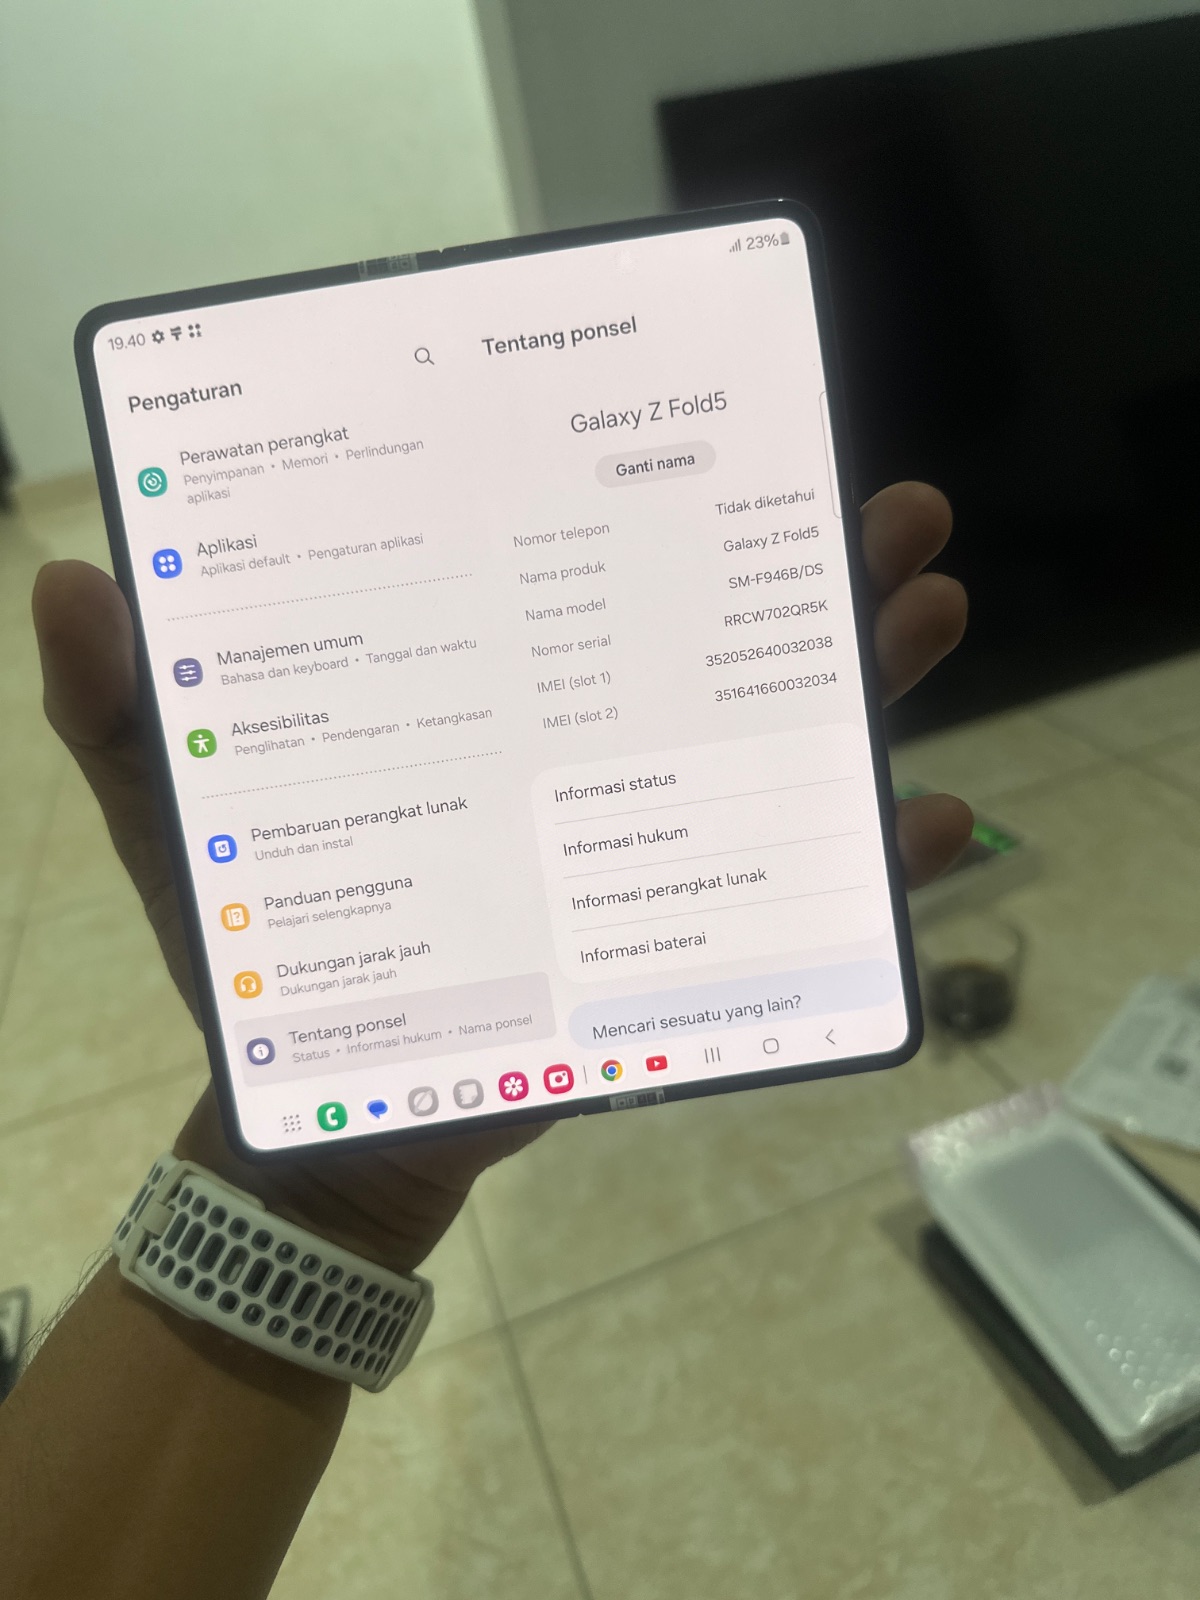 19.40
23%
Pengaturan
Perawatan perangkat
Penyimpanan • Memori • Perlindungan
aplikasi
Aplikasi
Aplikasi default • Pengaturan aplikasi
Manajemen umum
Bahasa dan keyboard • Tanggal dan waktu
Aksesibilitas
Penglihatan • Pendengaran • Ketangkasan
Pembaruan perangkat lunak
Unduh dan instal
Panduan pengguna
Pelajari selengkapnya
Dukungan jarak jauh
Dukungan jarak jauh
Tentang ponsel
Status • Informasi hukum • Nama ponsel
Tentang ponsel
Galaxy Z Fold5
Ganti nama
Nomor telepon Tidak diketahui
Nama produk Galaxy Z Fold5
Nama model SM-F946B/DS
Nomor serial RRCW702QR5K
IMEI (slot 1) 352052640032038
IMEI (slot 2) 351641660032034
Informasi status
Informasi hukum
Informasi perangkat lunak
Informasi baterai
Mencari sesuatu yang lain?